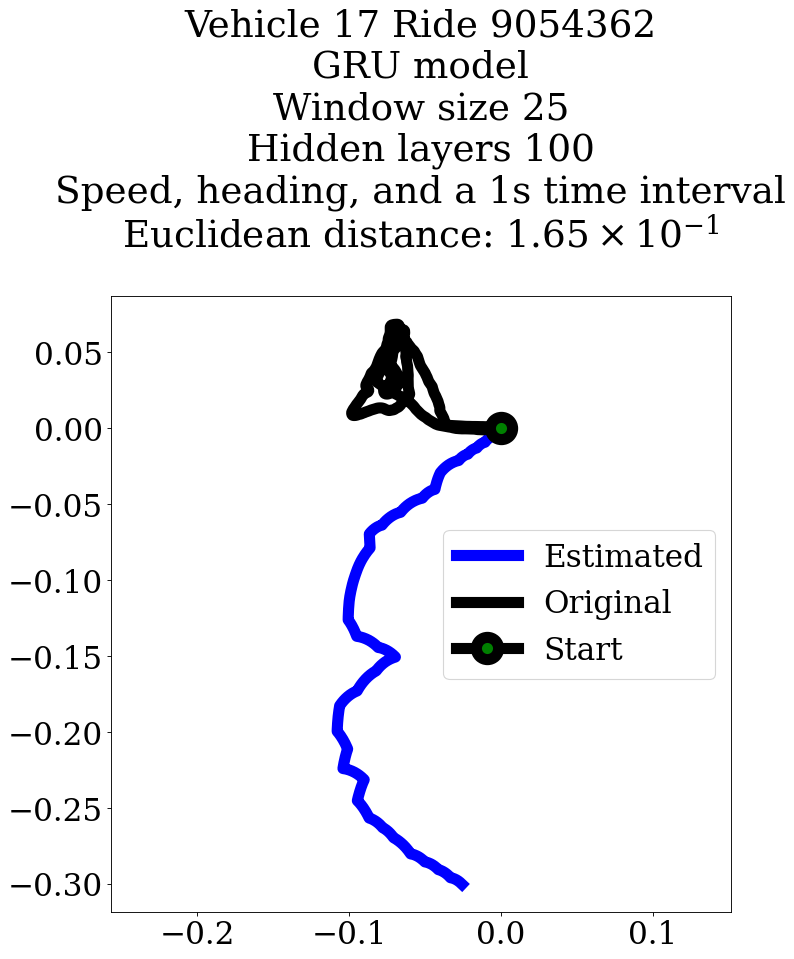 Vehicle 17 Ride 9054362
GRU model
Window size 25
Hidden layers 100
Speed, heading, and a 1s time interval
Euclidean distance: 1.65 × 10⁻¹
0.05
0.00
−0.05
−0.10
−0.15
−0.20
−0.25
−0.30
Estimated
Original
Start
−0.2
−0.1
0.0
0.1